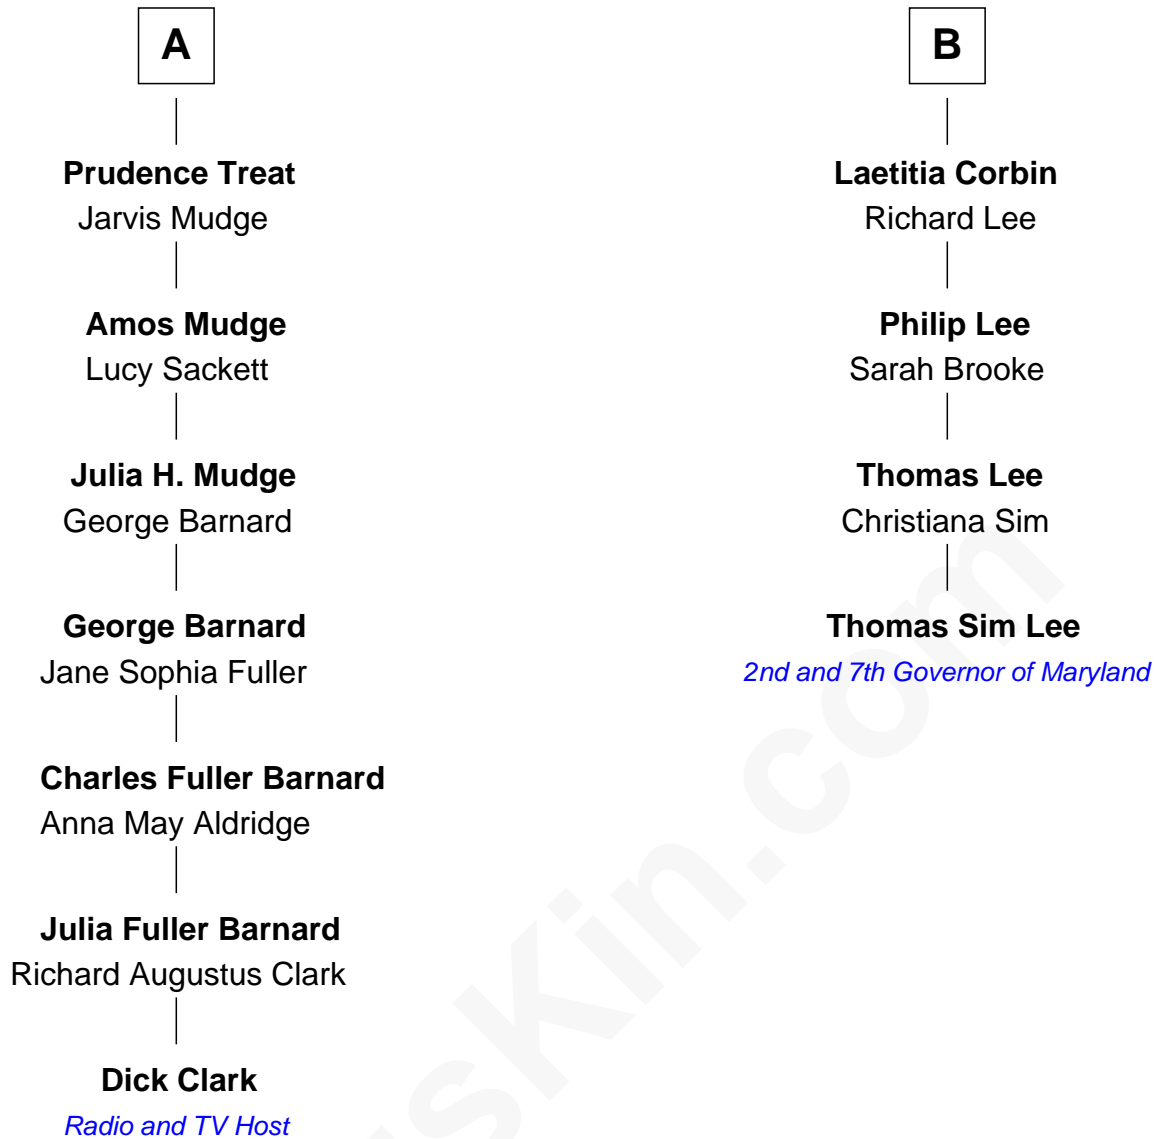 A
Prudence Treat
Jarvis Mudge
Amos Mudge
Lucy Sackett
Julia H. Mudge
George Barnard
George Barnard
Jane Sophia Fuller
Charles Fuller Barnard
Anna May Aldridge
Julia Fuller Barnard
Richard Augustus Clark
Dick Clark
Radio and TV Host
B
Laetitia Corbin
Richard Lee
Philip Lee
Sarah Brooke
Thomas Lee
Christiana Sim
Thomas Sim Lee
2nd and 7th Governor of Maryland
sKin.com